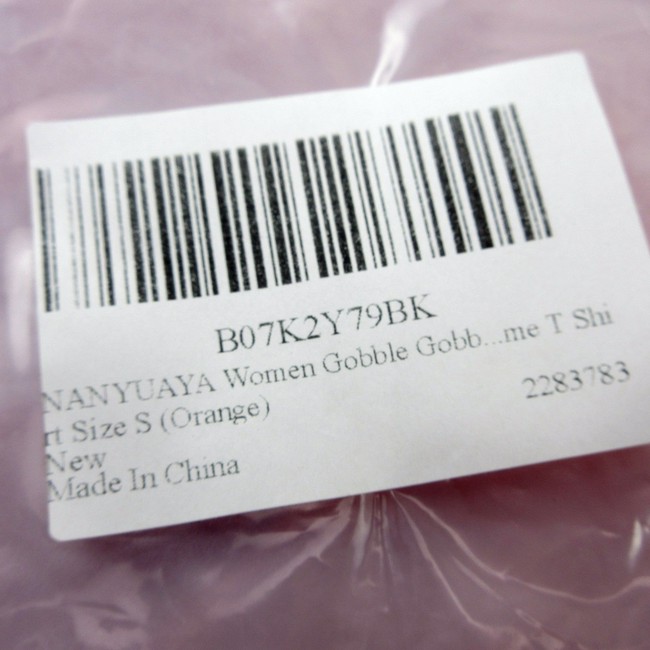 B07K2Y79BK
NANYUAYA Women Gobble Gobb...me T Shi
rt Size S (Orange)
2283783
New
Made In China